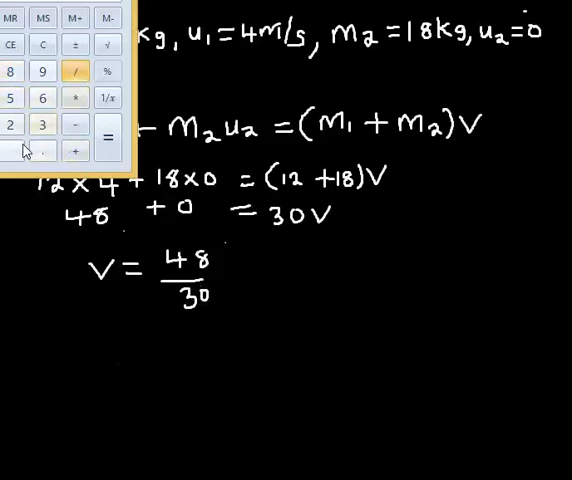 MR MS M+ M-
CE C ± √
8 9 / %
5 6 * 1/x
2 3 - =
. +
kg, u₁ = 4m/s, m₂ = 18kg, u₂ = 0
+ m₂u₂ = (m₁ + m₂)V
12 × 4 + 18 × 0 = (12 + 18)V
48 + 0 = 30V
V = 48
30